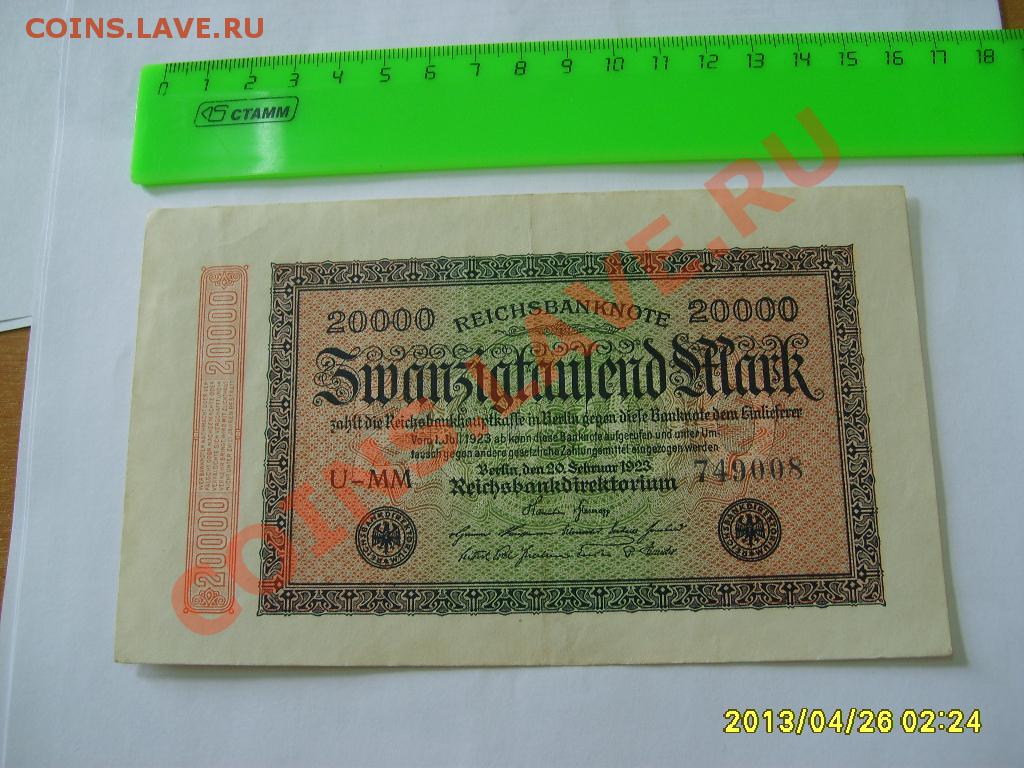 COINS.LAVE.RU
0 1 2 3 4 5 6 7 8 9 10 11 12 13 14 15 16 17 18
СТАММ
20000 REICHSBANKNOTE 20000
Zwanzigtausend Mark
zahlt die Reichsbankhauptkasse in Berlin gegen diese Banknote dem Einlieferer
Vom 1. Juli 1923 ab kann diese Banknote aufgerufen und unter Um-
tausch gegen andere gesetzliche Zahlungsmittel eingezogen werden
Berlin, den 20. Februar 1923
U-MM 749008
Reichsbankdirektorium
20000 20000
COINS.LAVE.RU
2013/04/26 02:24